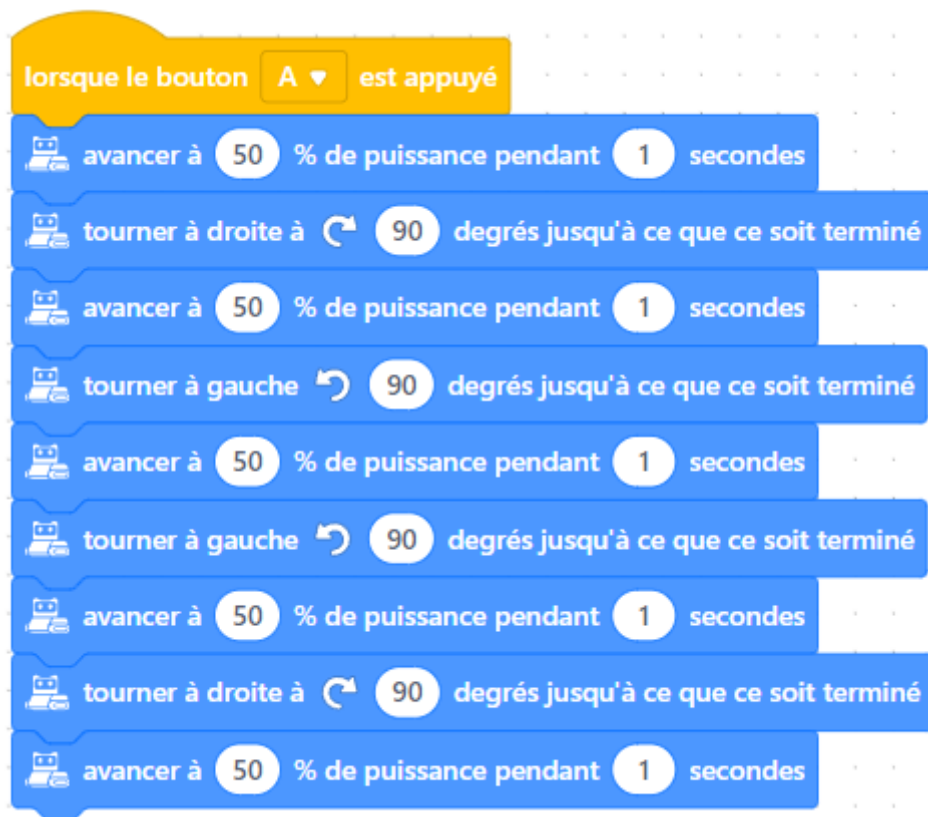 lorsque le bouton A est appuyé
avancer à 50 % de puissance pendant 1 secondes
tourner à droite à 90 degrés jusqu'à ce que ce soit terminé
avancer à 50 % de puissance pendant 1 secondes
tourner à gauche 90 degrés jusqu'à ce que ce soit terminé
avancer à 50 % de puissance pendant 1 secondes
tourner à gauche 90 degrés jusqu'à ce que ce soit terminé
avancer à 50 % de puissance pendant 1 secondes
tourner à droite à 90 degrés jusqu'à ce que ce soit terminé
avancer à 50 % de puissance pendant 1 secondes